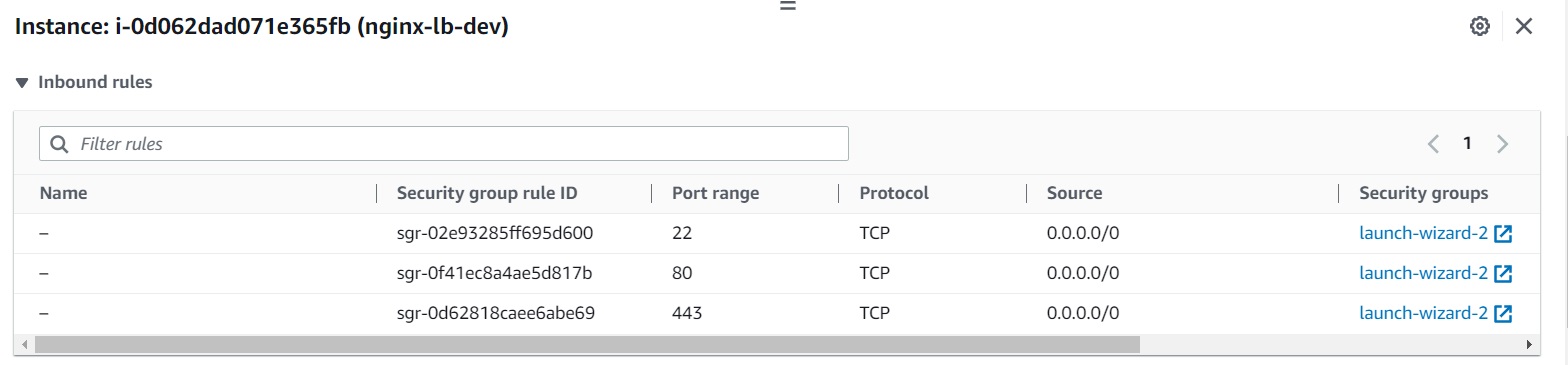 Instance: i-0d062dad071e365fb (nginx-lb-dev)
Inbound rules
Filter rules
1
Name Security group rule ID Port range Protocol Source Security groups
– sgr-02e93285ff695d600 22 TCP 0.0.0.0/0 launch-wizard-2
– sgr-0f41ec8a4ae5d817b 80 TCP 0.0.0.0/0 launch-wizard-2
– sgr-0d62818caee6abe69 443 TCP 0.0.0.0/0 launch-wizard-2